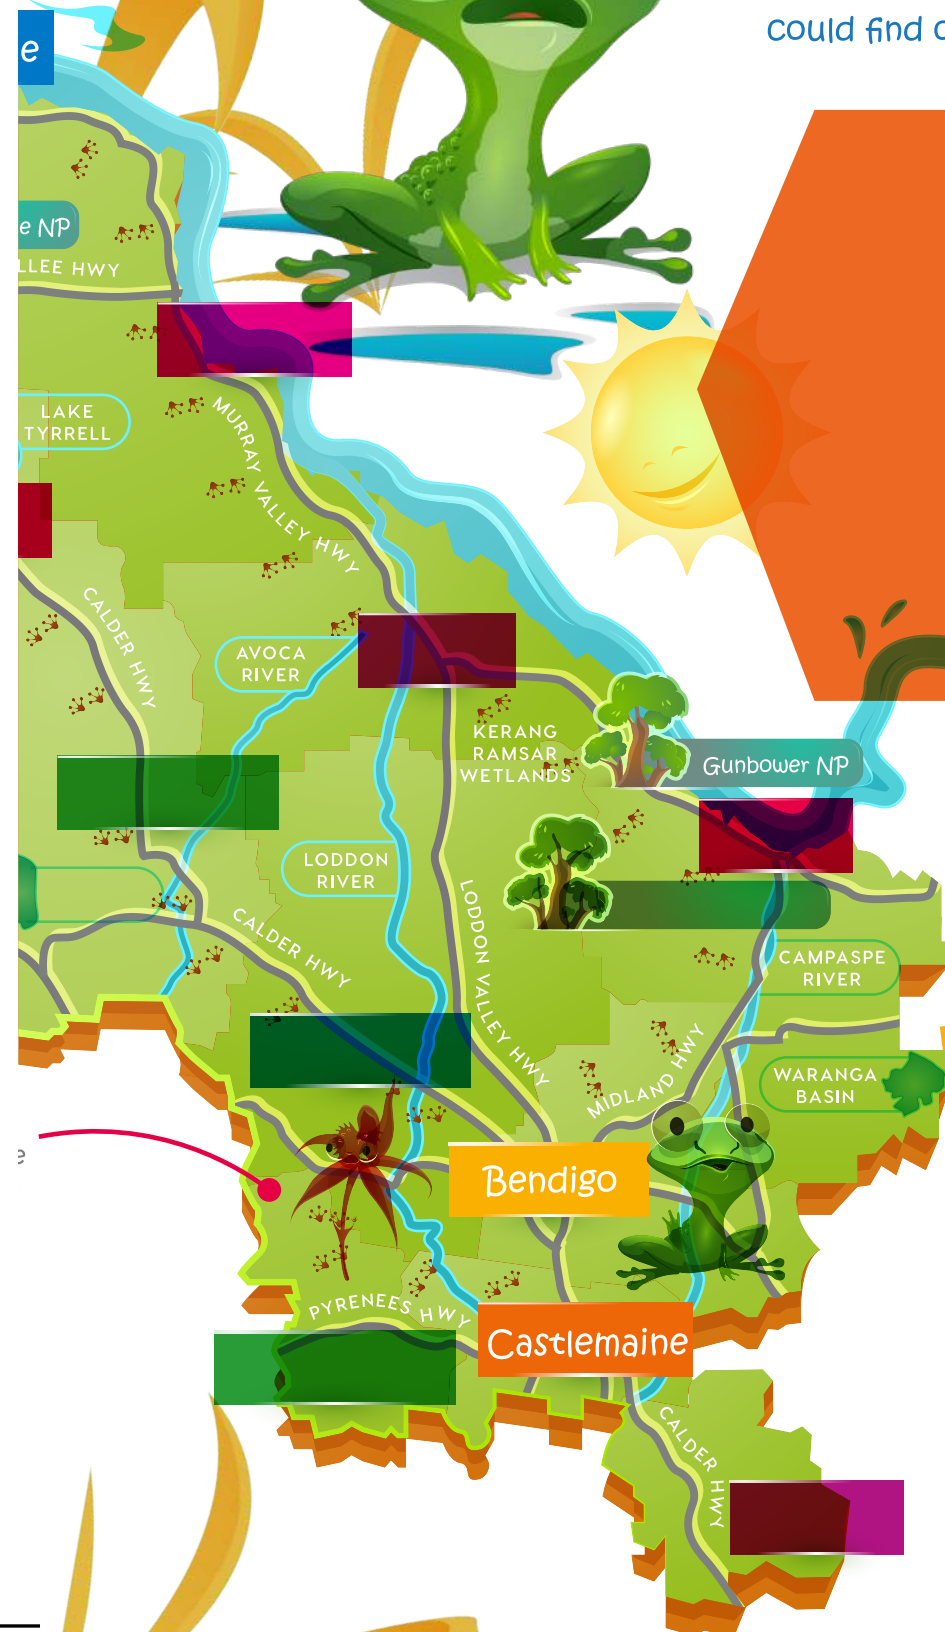 could find
e NP
LLEE HWY
LAKE
TYRRELL
MURRAY VALLEY HWY
CALDER HWY
AVOCA
RIVER
KERANG
RAMSAR
WETLANDS
Gunbower NP
LODDON
RIVER
LODDON VALLEY HWY
CALDER HWY
CAMPASPE
RIVER
MIDLAND HWY
WARANGA
BASIN
Bendigo
PYRENEES HWY
Castlemaine
CALDER HWY